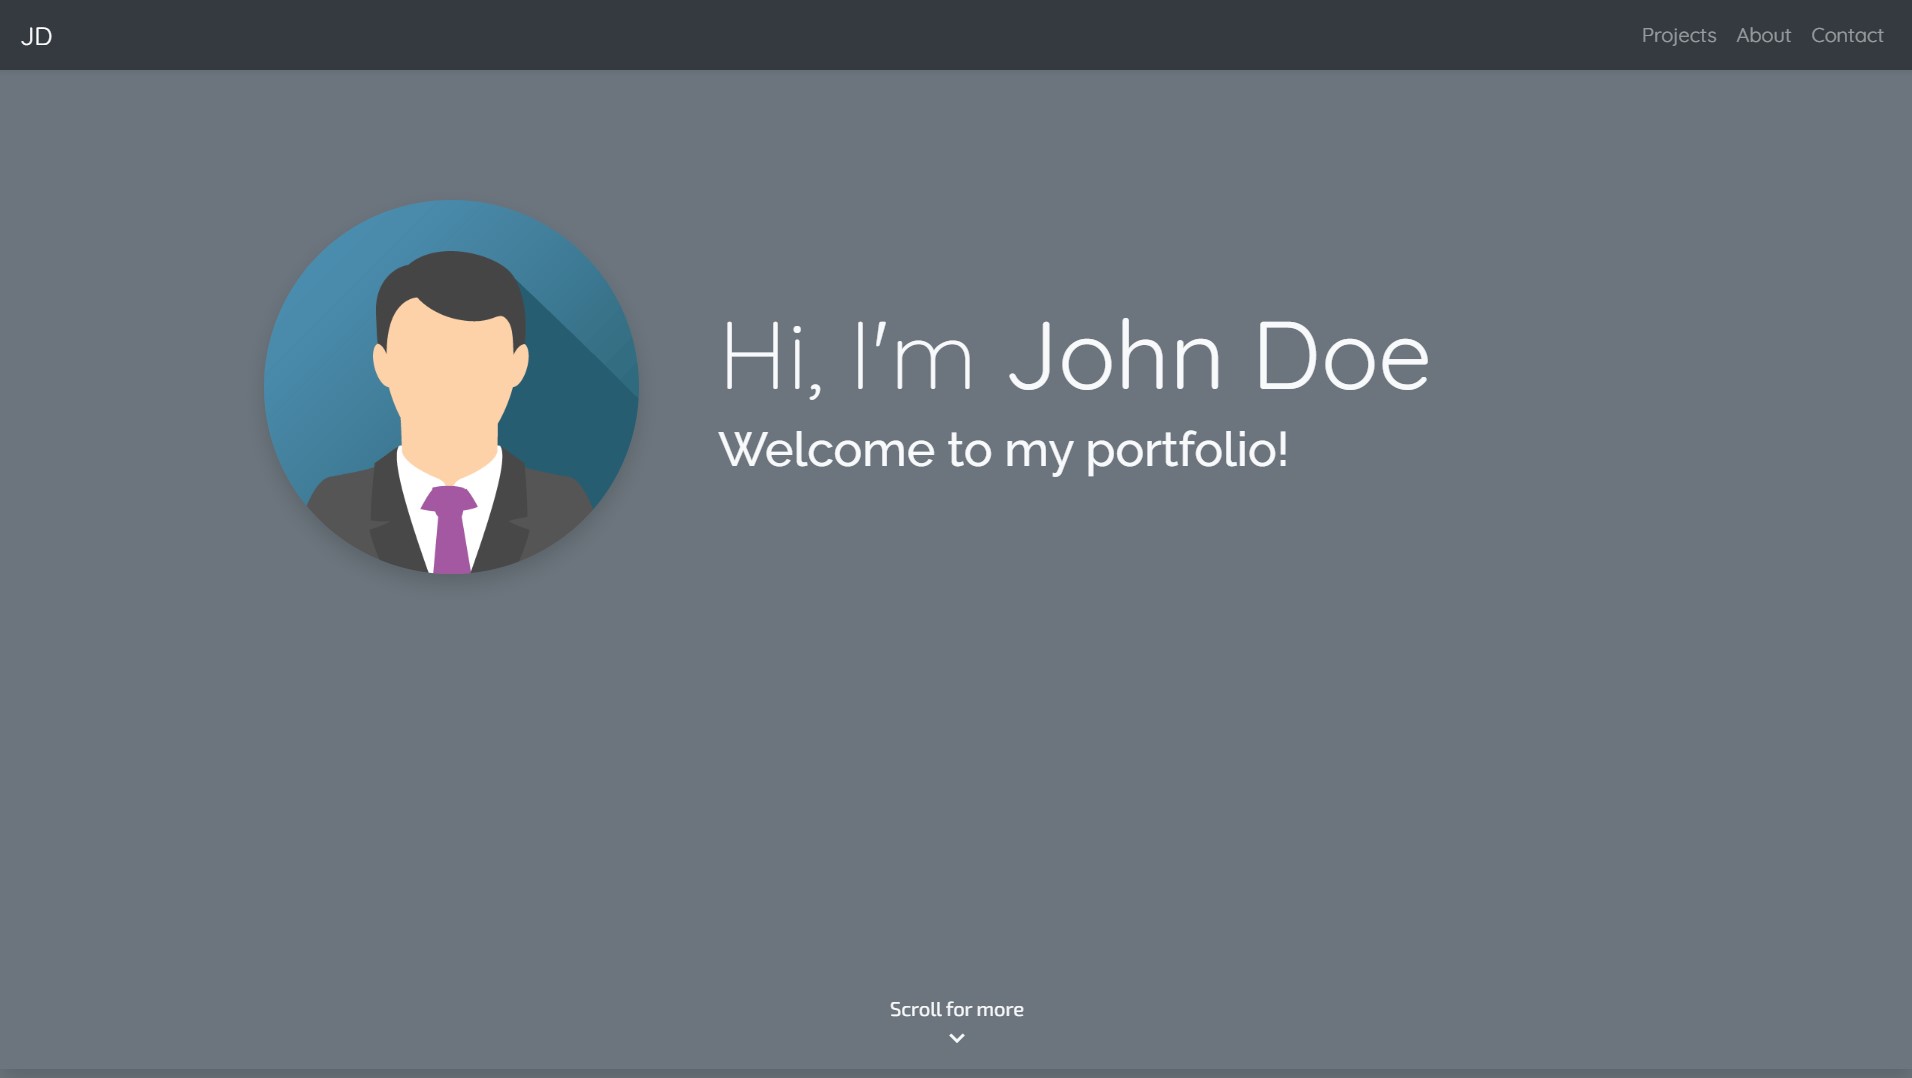 JD
Projects About Contact
Hi, I'm John Doe
Welcome to my portfolio!
Scroll for more